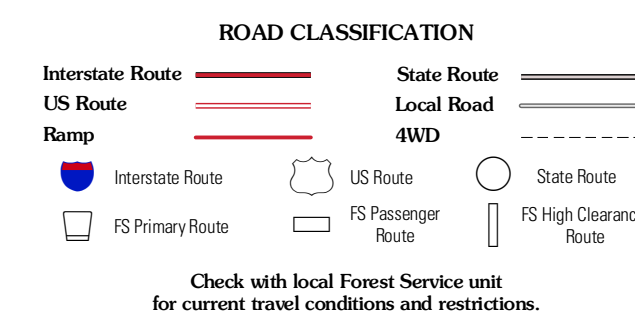 ROAD CLASSIFICATION
Interstate Route State Route
US Route Local Road
Ramp 4WD
Interstate Route US Route State Route
FS Primary Route FS Passenger Route FS High Clearanc Route
Check with local Forest Service unit
for current travel conditions and restrictions.